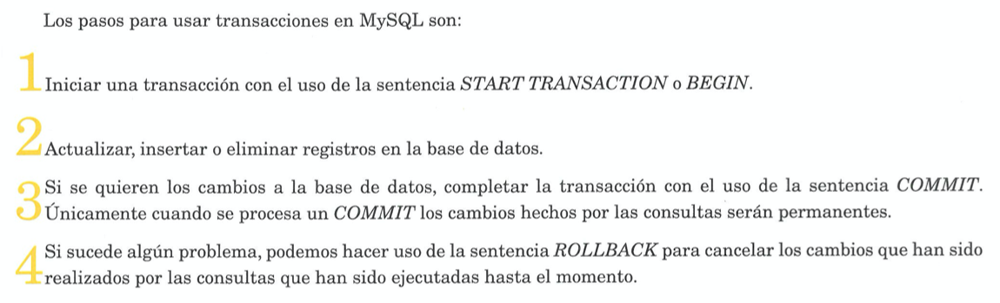 Los pasos para usar transacciones en MySQL son:
1 Iniciar una transacción con el uso de la sentencia START TRANSACTION o BEGIN.
2 Actualizar, insertar o eliminar registros en la base de datos.
3 Si se quieren los cambios a la base de datos, completar la transacción con el uso de la sentencia COMMIT.
Únicamente cuando se procesa un COMMIT los cambios hechos por las consultas serán permanentes.
4 Si sucede algún problema, podemos hacer uso de la sentencia ROLLBACK para cancelar los cambios que han sido
realizados por las consultas que han sido ejecutadas hasta el momento.